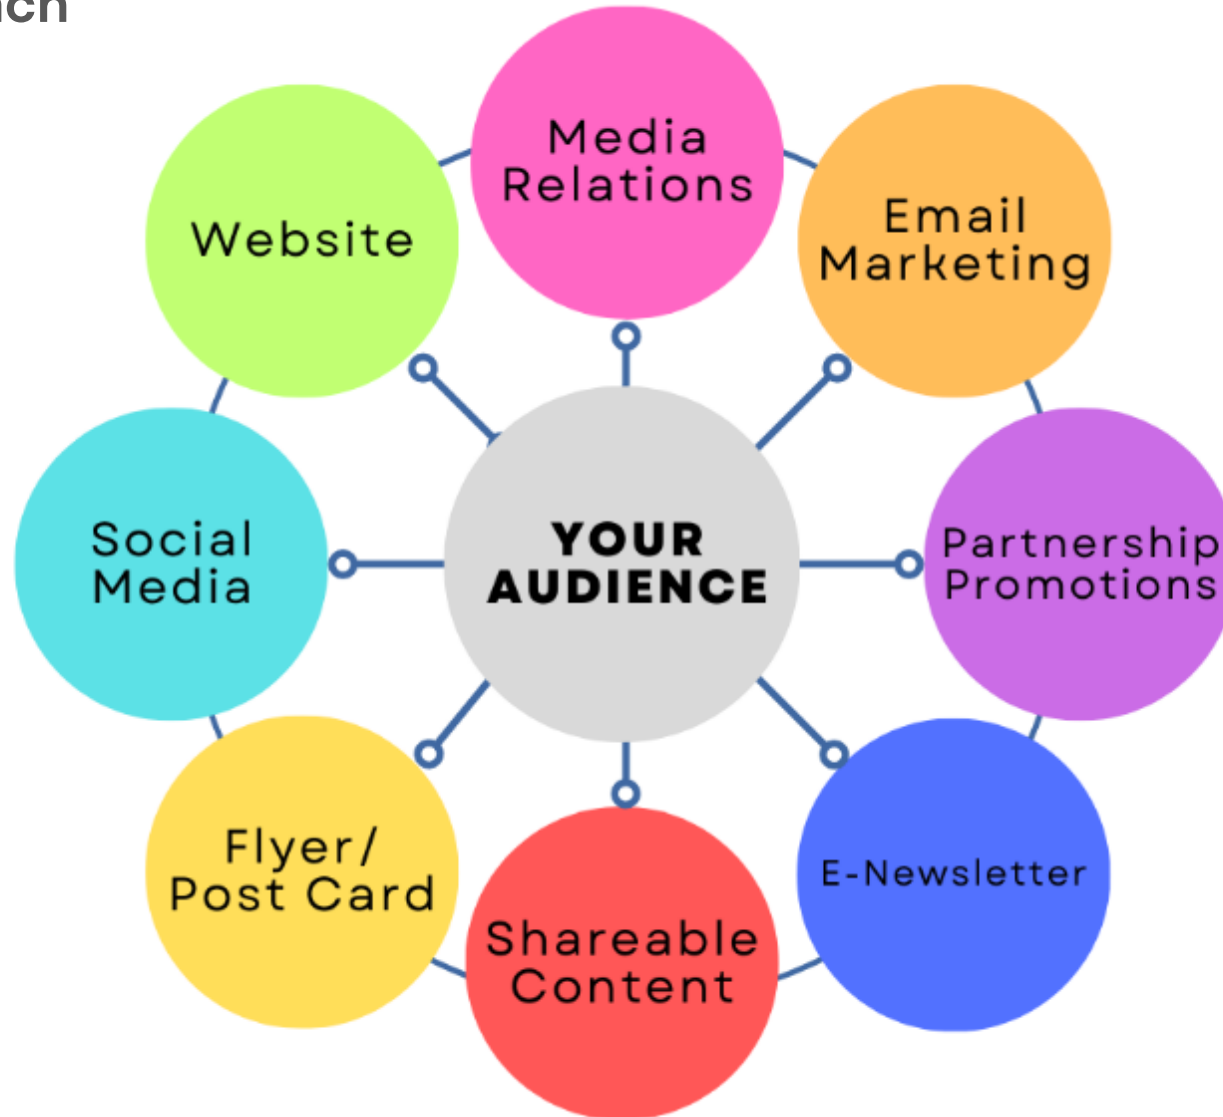 Media
Relations
Email
Marketing
Website
Partnership
Promotions
Social
Media
YOUR
AUDIENCE
E-Newsletter
Flyer/
Post Card
Shareable
Content